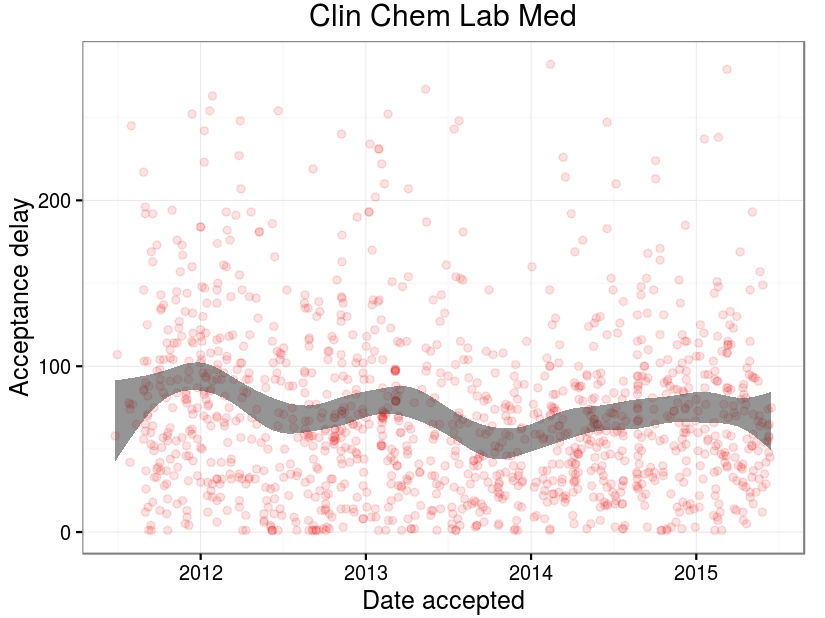 Clin Chem Lab Med
Acceptance delay
200
100
0
2012 2013 2014 2015
Date accepted